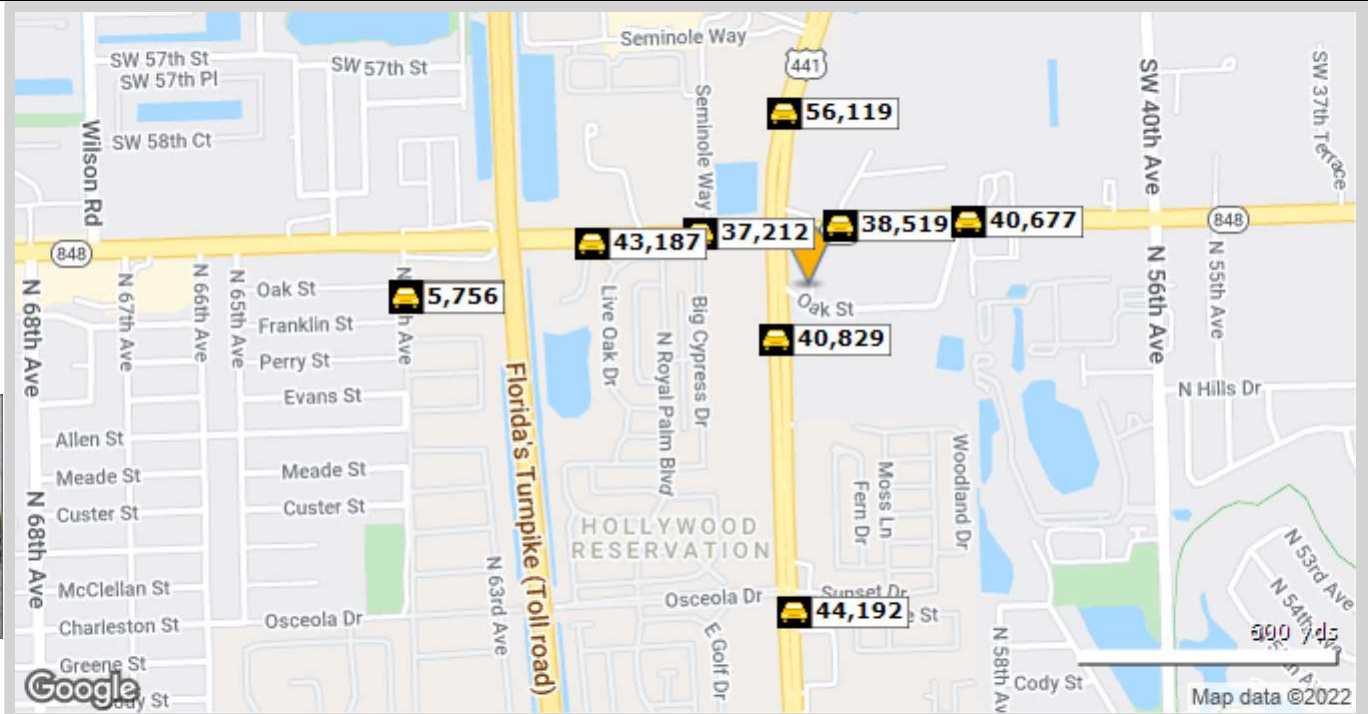 Seminole Way
SW 57th St
SW 57th St
SW 57th Pl
441
SW 40th Ave
SW 37th Terrace
Seminole Way
56,119
Wilson Rd
SW 58th Ct
848
43,187
37,212
38,519
40,677
848
N 68th Ave
N 67th Ave
N 66th Ave
N 65th Ave
Oak St
5,756
Live Oak Dr
Big Cypress Dr
Oak St
N 56th Ave
N 55th Ave
Franklin St
40,829
Perry St
N Royal Palm Blvd
Florida's Turnpike (Toll road)
Evans St
N Hills Dr
Allen St
Meade St
Meade St
Moss Ln
Fern Dr
Woodland Dr
Custer St
Custer St
N 68th Ave
HOLLYWOOD
RESERVATION
N 53rd Ave
N 54th Ave
N 63rd Ave
McClellan St
Osceola Dr
Sunset Dr
44,192
Charleston St
Osceola Dr
E Golf Dr
N 58th Av
600 yds
Greene St
Cody St
Google
Map data ©2022